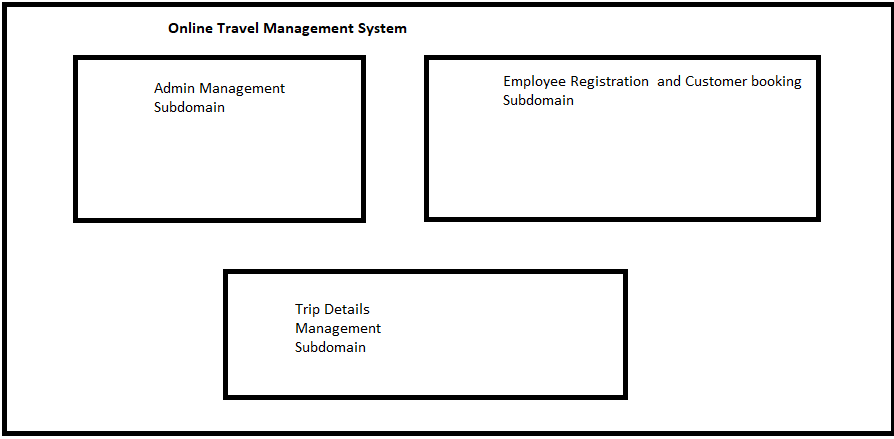 Online Travel Management System
Admin Management
Subdomain
Employee Registration  and Customer booking
Subdomain
Trip Details
Management
Subdomain